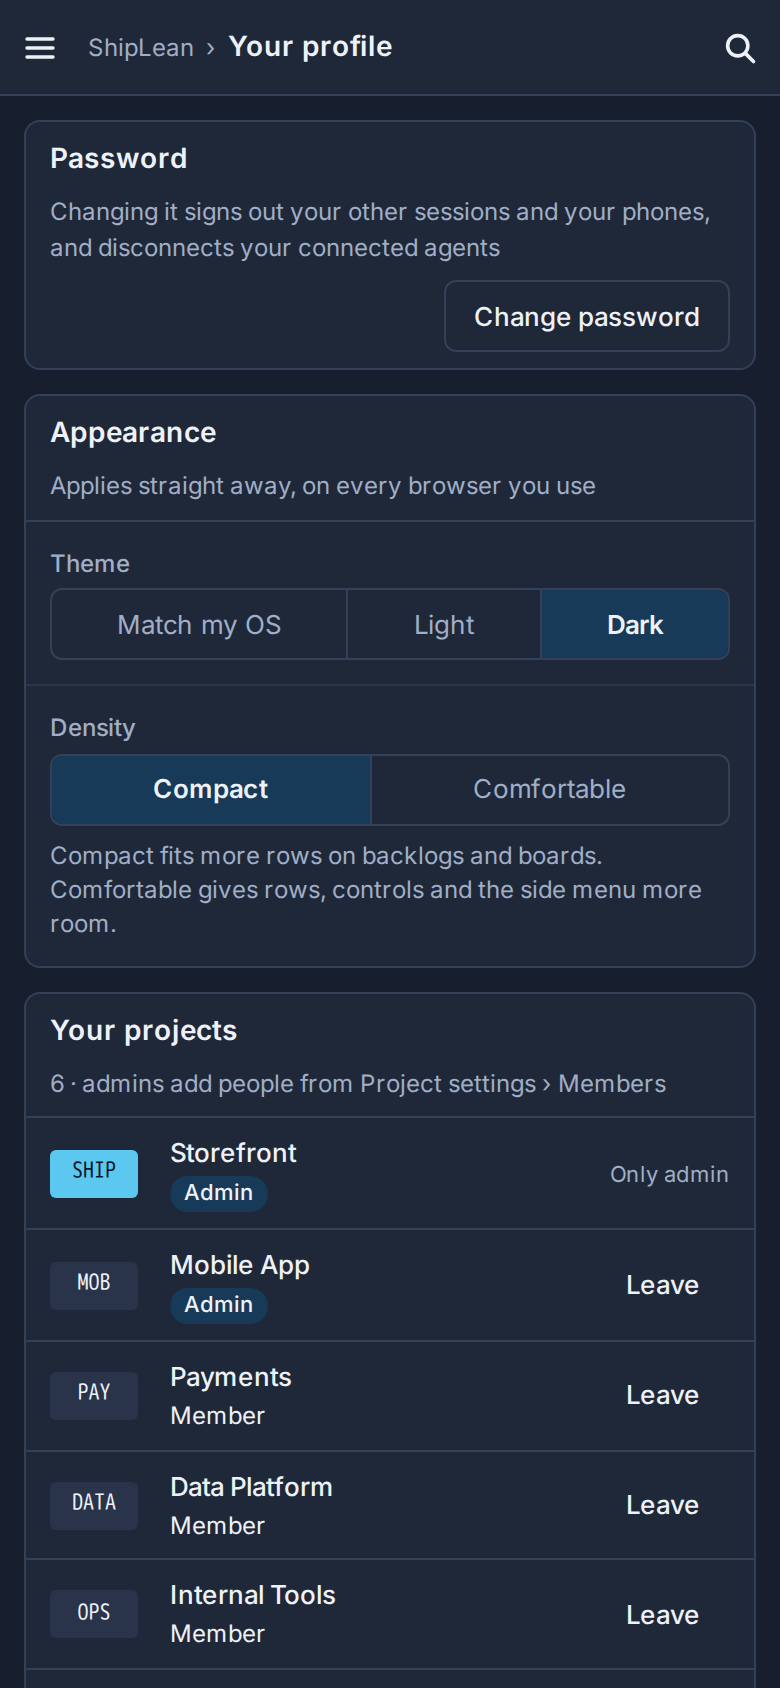 ShipLean › Your profile
Password
Changing it signs out your other sessions and your phones,
and disconnects your connected agents
Change password
Appearance
Applies straight away, on every browser you use
Theme
Match my OS Light Dark
Density
Compact Comfortable
Compact fits more rows on backlogs and boards.
Comfortable gives rows, controls and the side menu more
room.
Your projects
6 · admins add people from Project settings › Members
SHIP Storefront Only admin
Admin
MOB Mobile App Leave
Admin
PAY Payments Leave
Member
DATA Data Platform Leave
Member
OPS Internal Tools Leave
Member